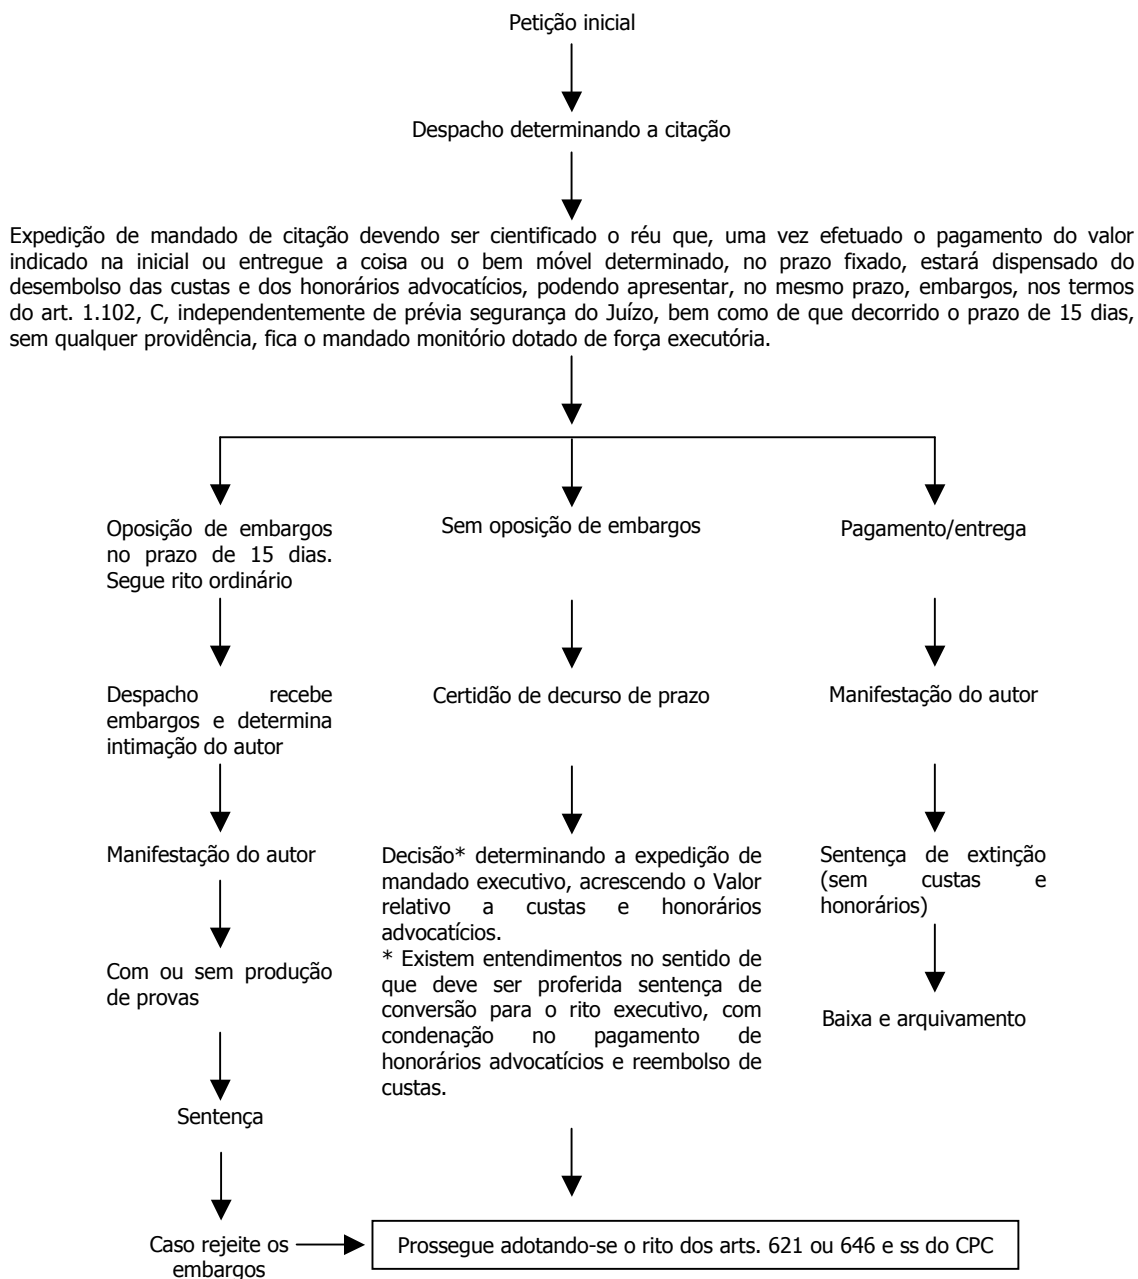 Petição inicial
Despacho determinando a citação
Expedição de mandado de citação devendo ser cientificado o réu que, uma vez efetuado o pagamento do valor
indicado na inicial ou entregue a coisa ou o bem móvel determinado, no prazo fixado, estará dispensado do
desembolso das custas e dos honorários advocatícios, podendo apresentar, no mesmo prazo, embargos, nos termos
do art. 1.102, C, independentemente de prévia segurança do Juízo, bem como de que decorrido o prazo de 15 dias,
sem qualquer providência, fica o mandado monitório dotado de força executória.
Oposição de embargos
no prazo de 15 dias.
Segue rito ordinário
Sem oposição de embargos
Pagamento/entrega
Despacho recebe
embargos e determina
intimação do autor
Certidão de decurso de prazo
Manifestação do autor
Manifestação do autor
Decisão* determinando a expedição de
mandado executivo, acrescendo o Valor
relativo a custas e honorários
advocatícios.
* Existem entendimentos no sentido de
que deve ser proferida sentença de
conversão para o rito executivo, com
condenação no pagamento de
honorários advocatícios e reembolso de
custas.
Sentença de extinção
(sem custas e
honorários)
Com ou sem produção
de provas
Baixa e arquivamento
Sentença
Caso rejeite os
embargos
Prossegue adotando-se o rito dos arts. 621 ou 646 e ss do CPC